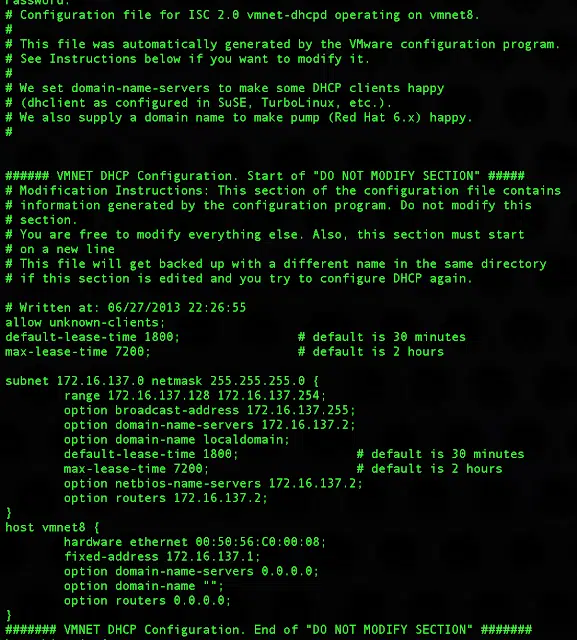 Password:
# Configuration file for ISC 2.0 vmnet-dhcpd operating on vmnet8.
#
# This file was automatically generated by the VMware configuration program.
# See Instructions below if you want to modify it.
#
# We set domain-name-servers to make some DHCP clients happy
# (dhclient as configured in SuSE, TurboLinux, etc.).
# We also supply a domain name to make pump (Red Hat 6.x) happy.
#
###### VMNET DHCP Configuration. Start of "DO NOT MODIFY SECTION" #####
# Modification Instructions: This section of the configuration file contains
# information generated by the configuration program. Do not modify this
# section.
# You are free to modify everything else. Also, this section must start
# on a new line
# This file will get backed up with a different name in the same directory
# if this section is edited and you try to configure DHCP again.
# Written at: 06/27/2013 22:26:55
allow unknown-clients;
default-lease-time 1800; # default is 30 minutes
max-lease-time 7200; # default is 2 hours
subnet 172.16.137.0 netmask 255.255.255.0 {
range 172.16.137.128 172.16.137.254;
option broadcast-address 172.16.137.255;
option domain-name-servers 172.16.137.2;
option domain-name localdomain;
default-lease-time 1800; # default is 30 minutes
max-lease-time 7200; # default is 2 hours
option netbios-name-servers 172.16.137.2;
option routers 172.16.137.2;
}
host vmnet8 {
hardware ethernet 00:50:56:C0:00:08;
fixed-address 172.16.137.1;
option domain-name-servers 0.0.0.0;
option domain-name "";
option routers 0.0.0.0;
}
####### VMNET DHCP Configuration. End of "DO NOT MODIFY SECTION" #######